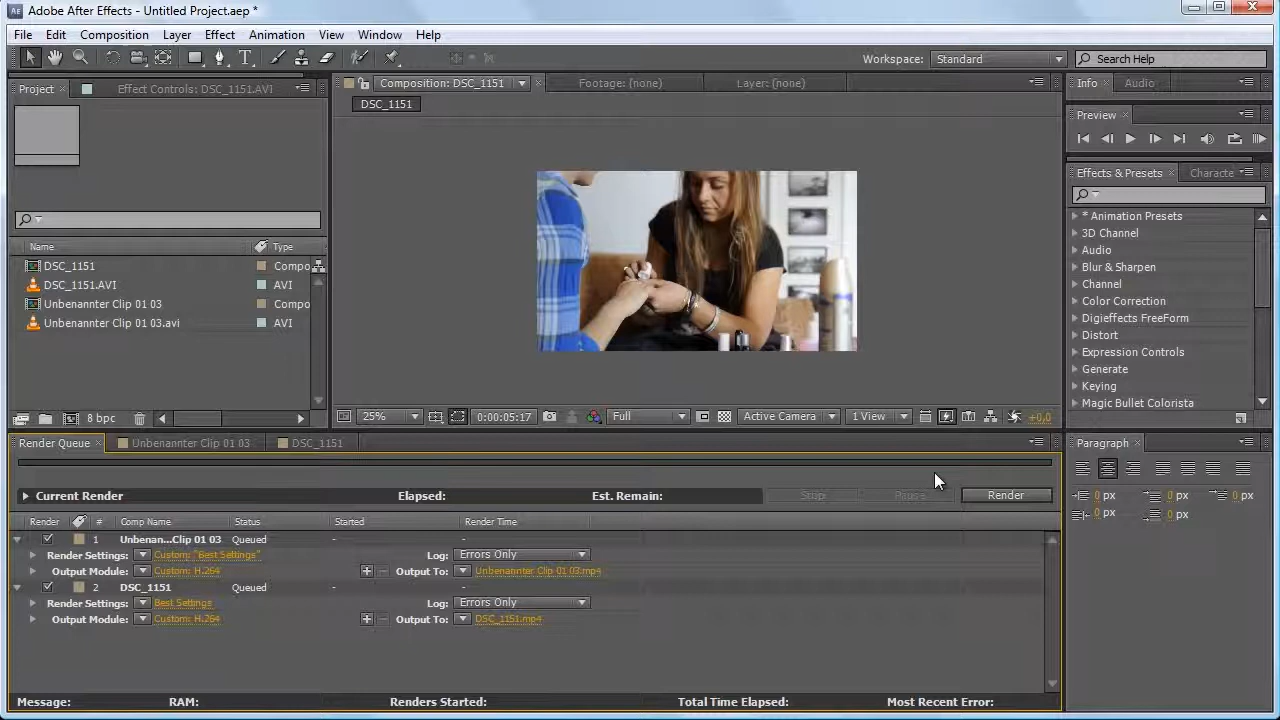 Adobe After Effects - Untitled Project.aep *
File Edit Composition Layer Effect Animation View Window Help
Workspace: Standard Search Help
Project Effect Controls: DSC_1151.AVI
Composition: DSC_1151 Footage: (none) Layer: (none)
Info Audio
DSC_1151
Preview
Effects & Presets Characte
* Animation Presets
3D Channel
Audio
Blur & Sharpen
Channel
Color Correction
Digieffects FreeForm
Distort
Expression Controls
Generate
Keying
Magic Bullet Colorista
Name Type
DSC_1151 Compo
DSC_1151.AVI AVI
Unbenannter Clip 01 03 Compo
Unbenannter Clip 01 03.avi AVI
8 bpc
25% 0:00:05:17 Full Active Camera 1 View +0,0
Render Queue Unbenannter Clip 01 03 DSC_1151
Paragraph
0 px 0 px 0 px
0 px 0 px
Current Render Elapsed: Est. Remain: Stop Pause Render
Render # Comp Name Status Started Render Time
1 Unbenan...Clip 01 03 Queued - -
Render Settings: Custom: "Best Settings" Log: Errors Only
Output Module: Custom: H.264 Output To: Unbenannter Clip 01 03.mp4
2 DSC_1151 Queued - -
Render Settings: Best Settings Log: Errors Only
Output Module: Custom: H.264 Output To: DSC_1151.mp4
Message: RAM: Renders Started: Total Time Elapsed: Most Recent Error: